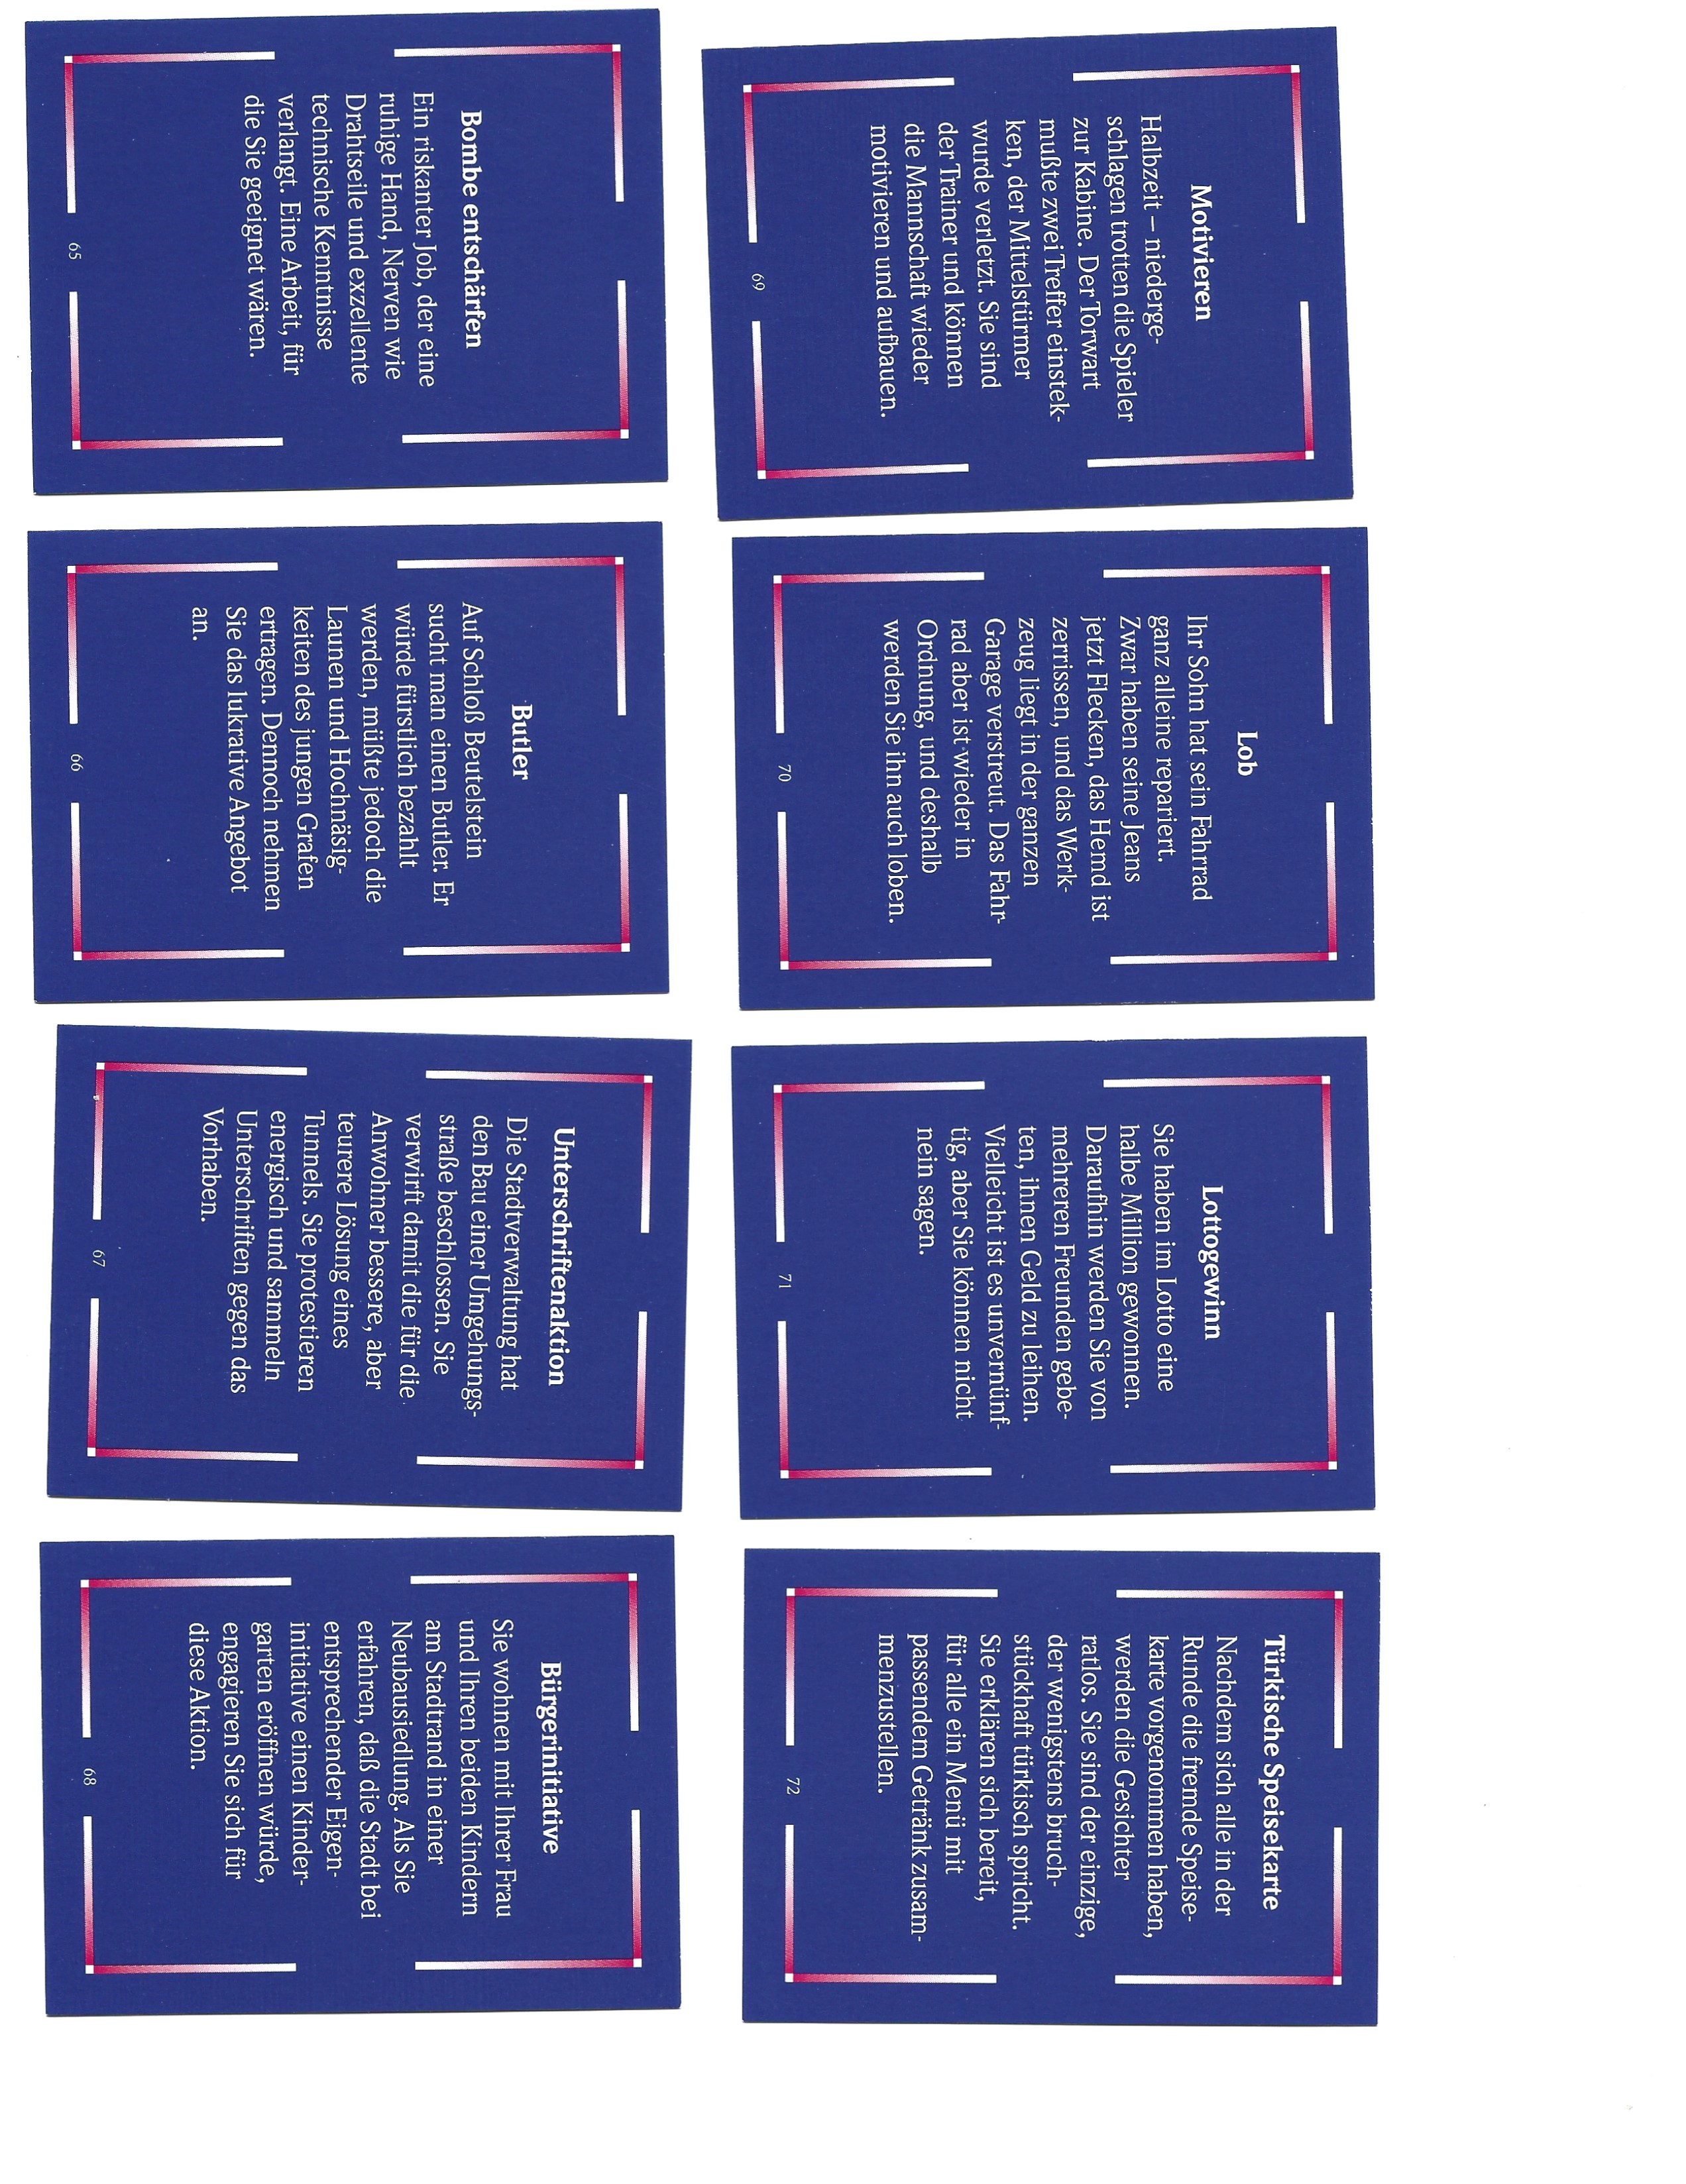 Bombe entschärfen
Ein riskanter Job, der eine
ruhige Hand, Nerven wie
Drahtseile und exzellente
technische Kenntnisse
verlangt. Eine Arbeit, für
die Sie geeignet wären.
65
Butler
Auf Schloß Beutelstein
sucht man einen Butler. Er
würde fürstlich bezahlt
werden, müßte jedoch die
Launen und Hochnäsig-
keiten des jungen Grafen
ertragen. Dennoch nehmen
Sie das lukrative Angebot
an.
66
Unterschriftenaktion
Die Stadtverwaltung hat
den Bau einer Umgehungs-
straße beschlossen. Sie
verwirft damit die für die
Anwohner bessere, aber
teurere Lösung eines
Tunnels. Sie protestieren
energisch und sammeln
Unterschriften gegen das
Vorhaben.
67
Bürgerinitiative
Sie wohnen mit Ihrer Frau
und Ihren beiden Kindern
am Stadtrand in einer
Neubausiedlung. Als Sie
erfahren, daß die Stadt bei
entsprechender Eigen-
initiative einen Kinder-
garten eröffnen würde,
engagieren Sie sich für
diese Aktion.
68
Motivieren
Halbzeit – niederge-
schlagen trotten die Spieler
zur Kabine. Der Torwart
mußte zwei Treffer einstek-
ken, der Mittelstürmer
wurde verletzt. Sie sind
der Trainer und können
die Mannschaft wieder
motivieren und aufbauen.
69
Lob
Ihr Sohn hat sein Fahrrad
ganz alleine repariert.
Zwar haben seine Jeans
jetzt Flecken, das Hemd ist
zerrissen, und das Werk-
zeug liegt in der ganzen
Garage verstreut. Das Fahr-
rad aber ist wieder in
Ordnung, und deshalb
werden Sie ihn auch loben.
70
Lottogewinn
Sie haben im Lotto eine
halbe Million gewonnen.
Daraufhin werden Sie von
mehreren Freunden gebe-
ten, ihnen Geld zu leihen.
Vielleicht ist es unvernünf-
tig, aber Sie können nicht
nein sagen.
71
Türkische Speisekarte
Nachdem sich alle in der
Runde die fremde Speise-
karte vorgenommen haben,
werden die Gesichter
ratlos. Sie sind der einzige,
der wenigstens bruch-
stückhaft türkisch spricht.
Sie erklären sich bereit,
für alle ein Menü mit
passendem Getränk zusam-
menzustellen.
72